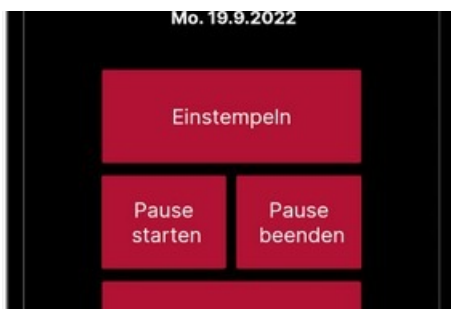 Mo. 19.9.2022
Einstempeln
Pause
starten
Pause
beenden